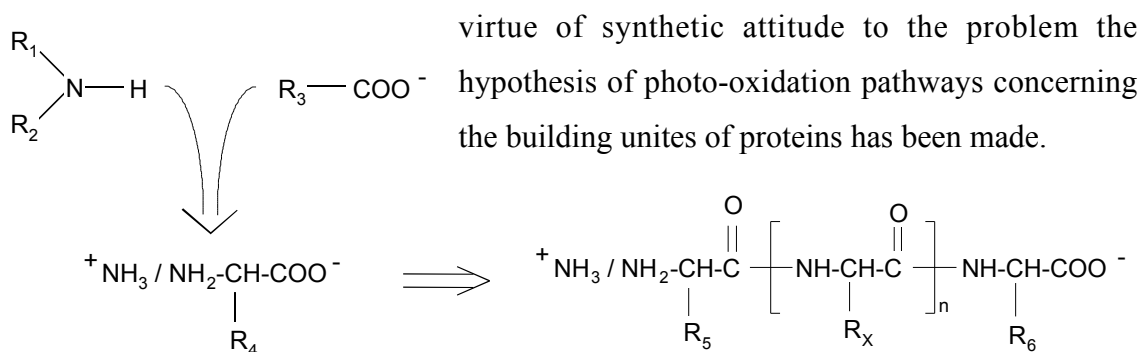 virtue of synthetic attitude to the problem the
hypothesis of photo-oxidation pathways concerning
the building unites of proteins has been made.
R1
N H
R2
R3 COO -
+ NH3 / NH2-CH-COO -
R4
O
O
+ NH3 / NH2-CH-C NH-CH-C NH-CH-COO -
n
R5 RX R6